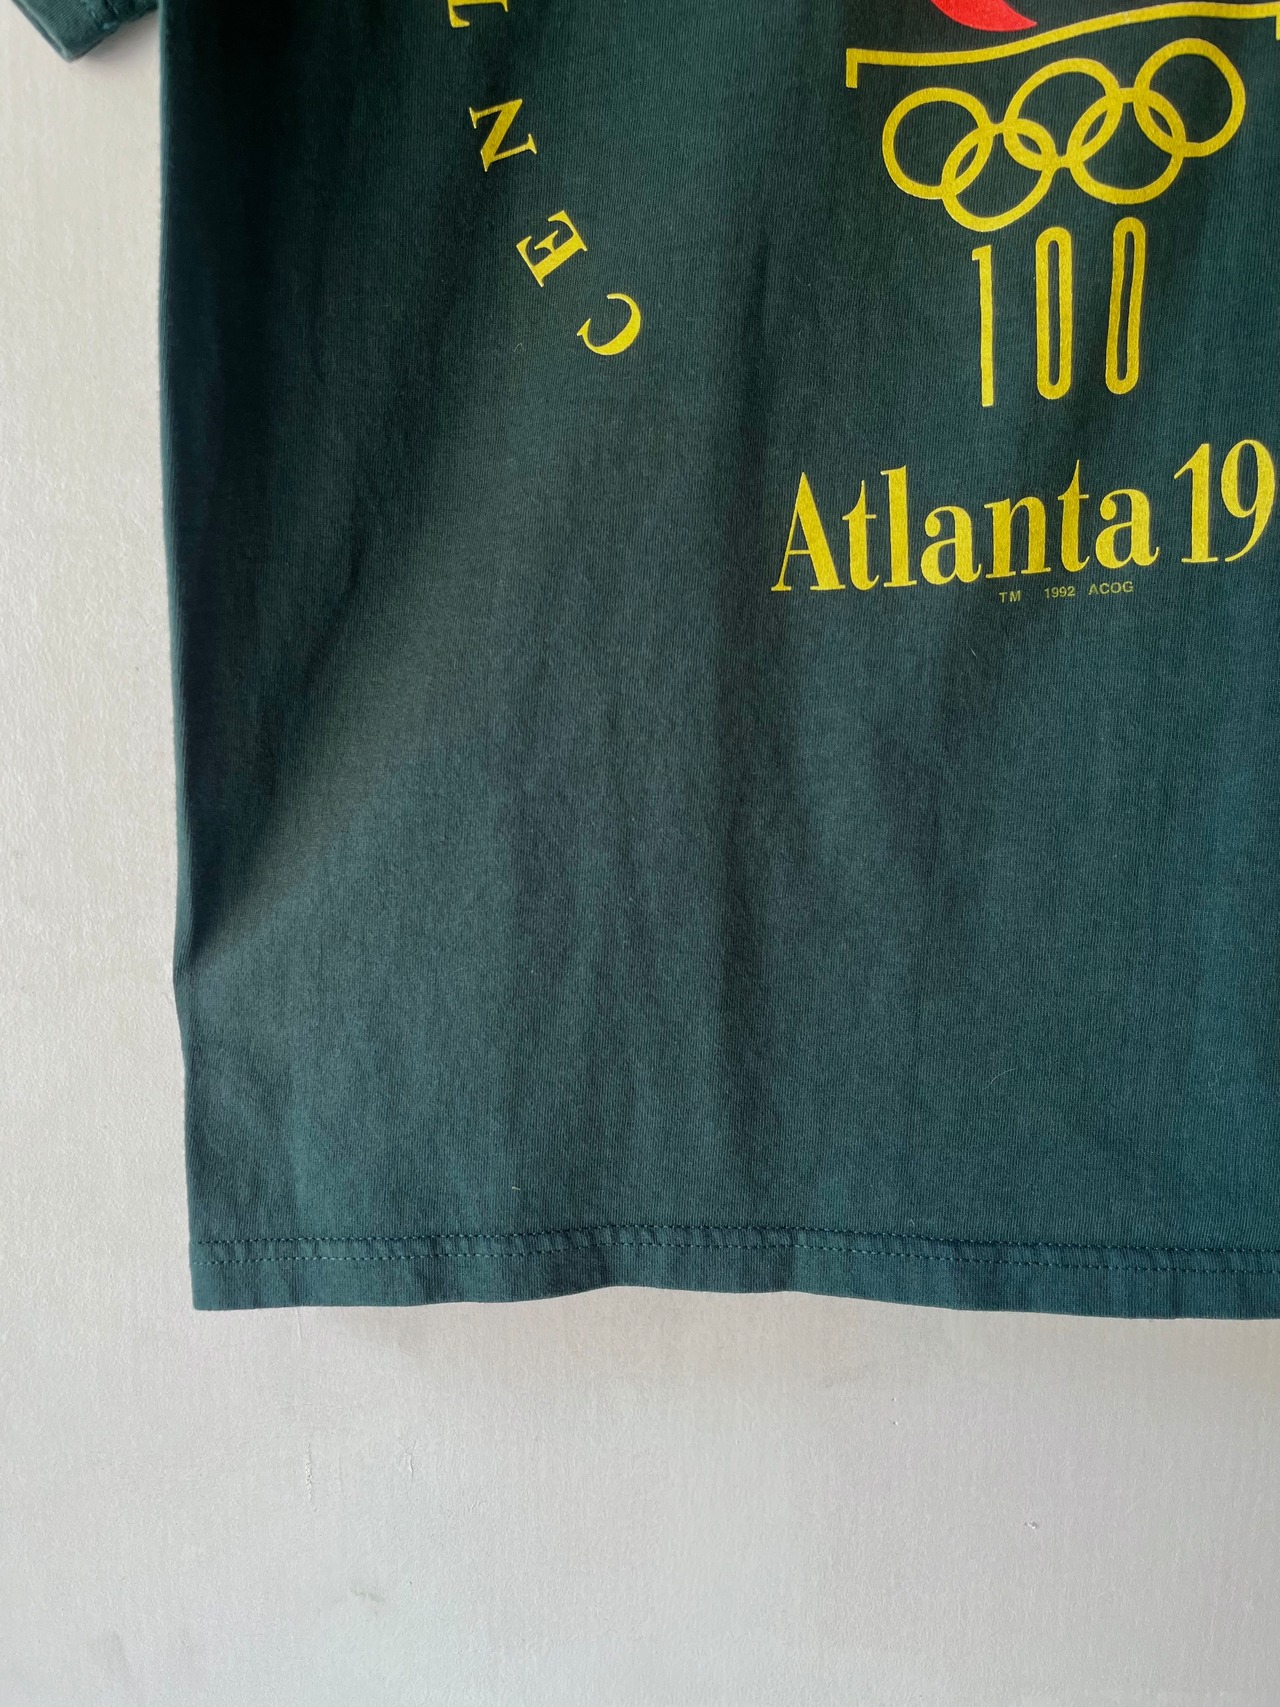 CENT
100
Atlanta 19
TM 1992 ACOG